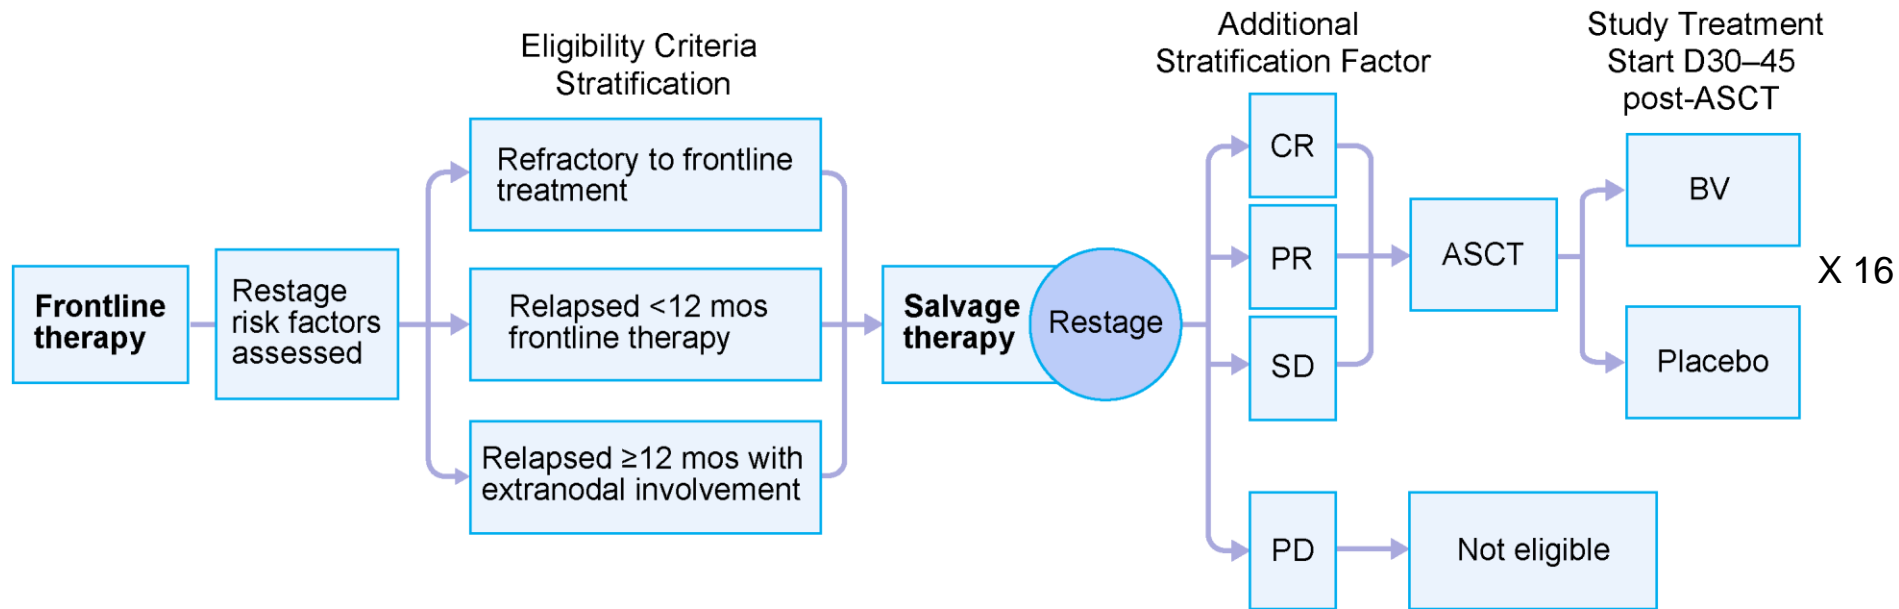 Eligibility Criteria
Stratification
Additional
Stratification Factor
Study Treatment
Start D30–45
post-ASCT
Frontline
therapy
Restage
risk factors
assessed
Refractory to frontline
treatment
Relapsed <12 mos
frontline therapy
Relapsed ≥12 mos with
extranodal involvement
Salvage
therapy
Restage
CR
PR
SD
PD
ASCT
Not eligible
BV
Placebo
X 16